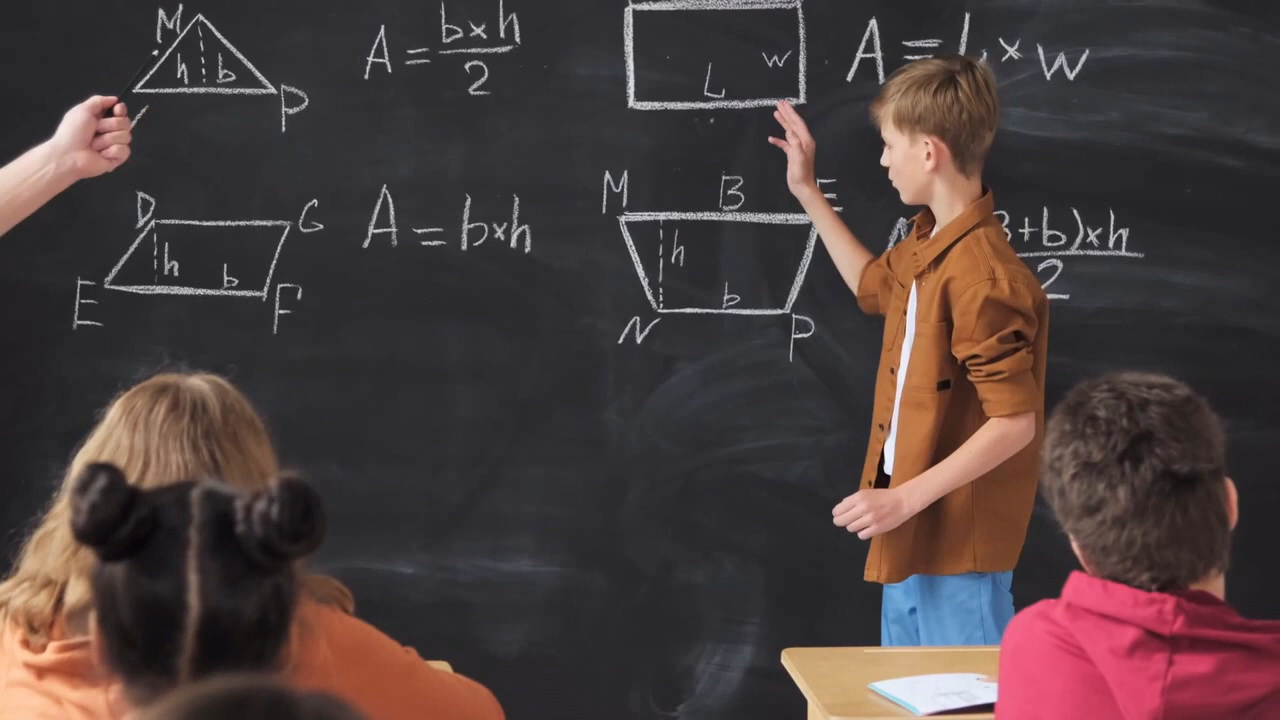 M
h b
P
A = b×h
2
L
w
A = L × w
D G
h
b
E F
A = b×h
M B E
h
b
N P
+b)×h
2